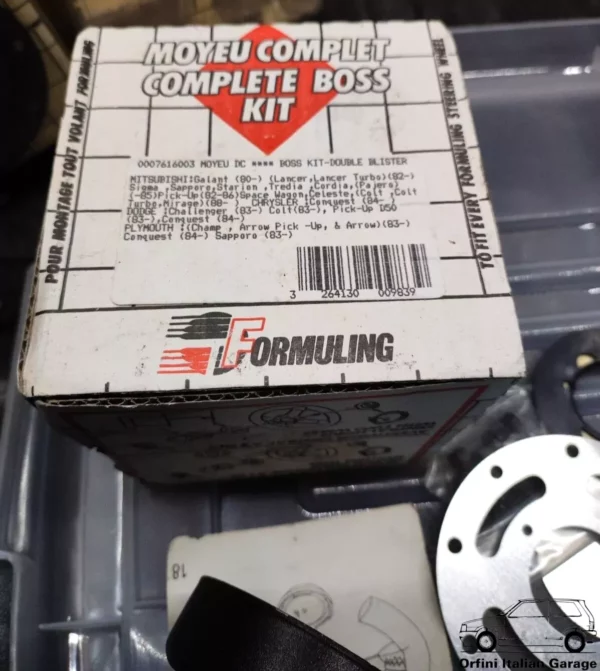 MOYEU COMPLET
COMPLETE BOSS
KIT
POUR MONTAGE TOUT VOLANT FORMULING
TO FIT EVERY FORMULING STEERING WHEEL
0007616003 MOYEU DC **** BOSS KIT-DOUBLE BLISTER
MITSUBISHI:Galant (80-) (Lancer,Lancer Turbo)(82-)
Sigma ,Sapporo,Starion ,Tredia ,Cordia,(Pajero)
(-85)Pick-Up(82-86)Space Wagon,Celeste,(Colt ,Colt
Turbo,Mirage)(88- CHRYSLER :Conquest (84- )
DODGE :Challenger (83-) Colt(83-), Pick-Up D50
(83-),Conquest (84-)
PLYMOUTH :(Champ , Arrow Pick -Up, & Arrow)(83-)
Conquest (84-) Sapporo (83-)
3 264130 009839
FORMULING
18
Orfini Italian Garage